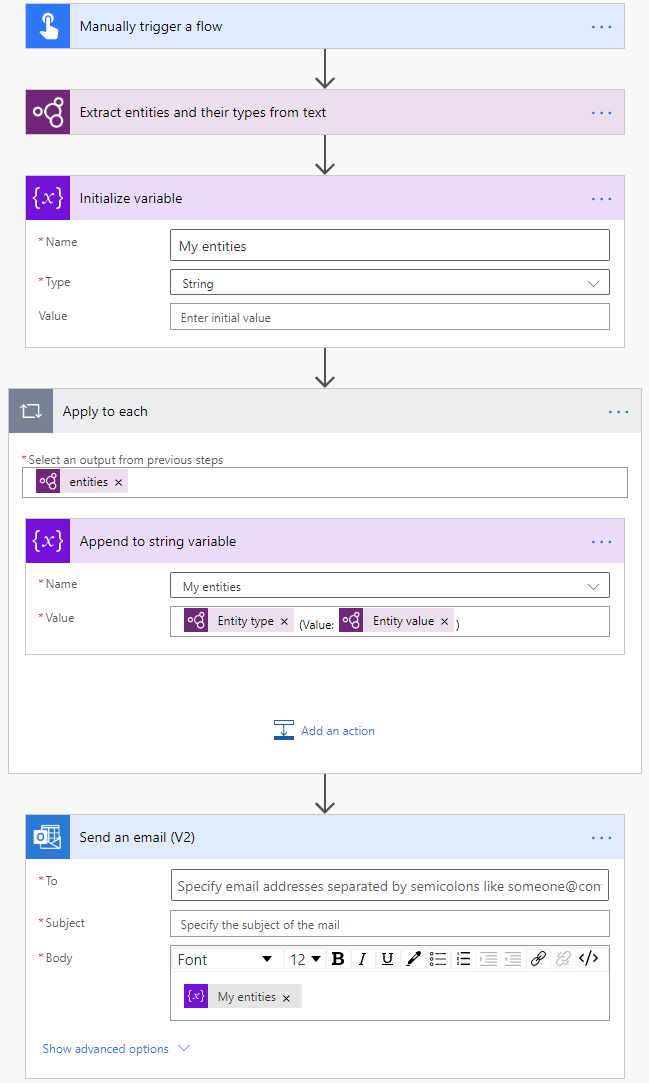 Manually trigger a flow
Extract entities and their types from text
{x} Initialize variable
* Name My entities
* Type String
Value Enter initial value
Apply to each
* Select an output from previous steps
entities ×
{x} Append to string variable
* Name My entities
* Value Entity type × (Value: Entity value × )
Add an action
Send an email (V2)
* To Specify email addresses separated by semicolons like someone@con
* Subject Specify the subject of the mail
* Body Font 12 B I U </>
{x} My entities ×
Show advanced options